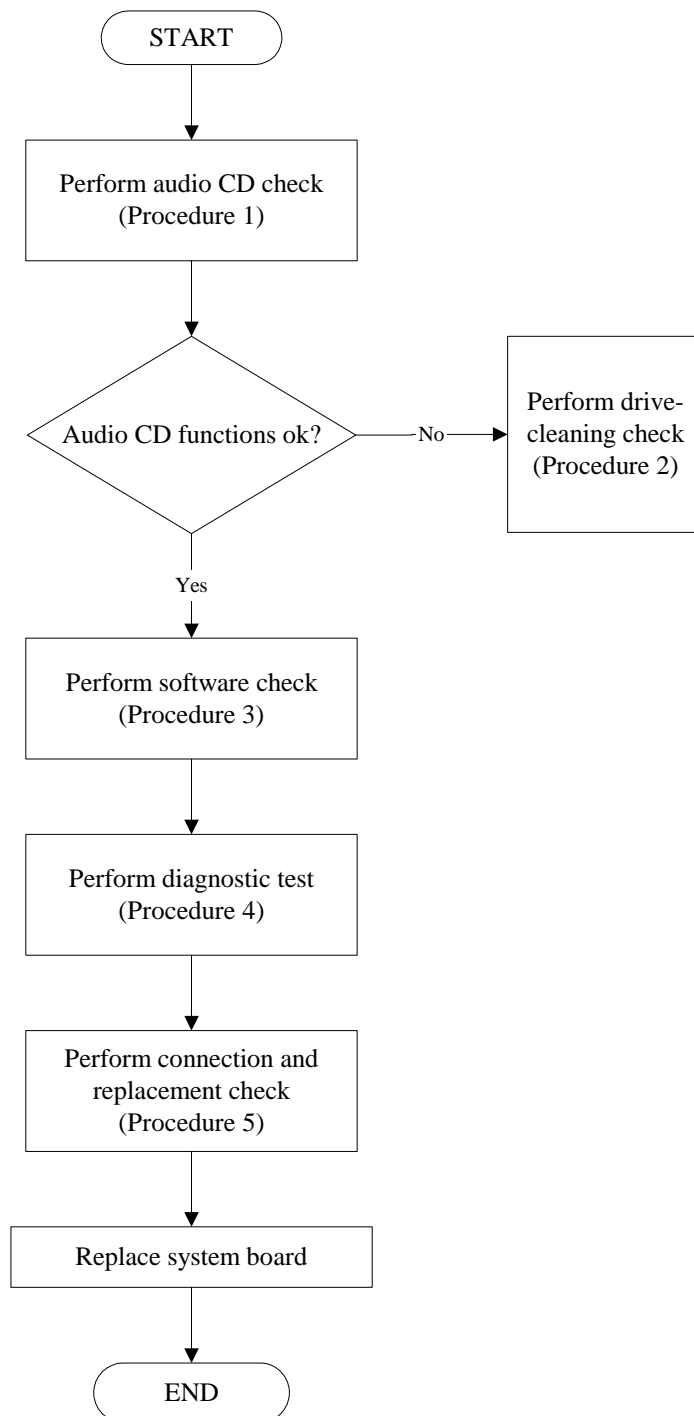 START
Perform audio CD check
(Procedure 1)
Audio CD functions ok?
No
Perform drive-
cleaning check
(Procedure 2)
Yes
Perform software check
(Procedure 3)
Perform diagnostic test
(Procedure 4)
Perform connection and
replacement check
(Procedure 5)
Replace system board
END